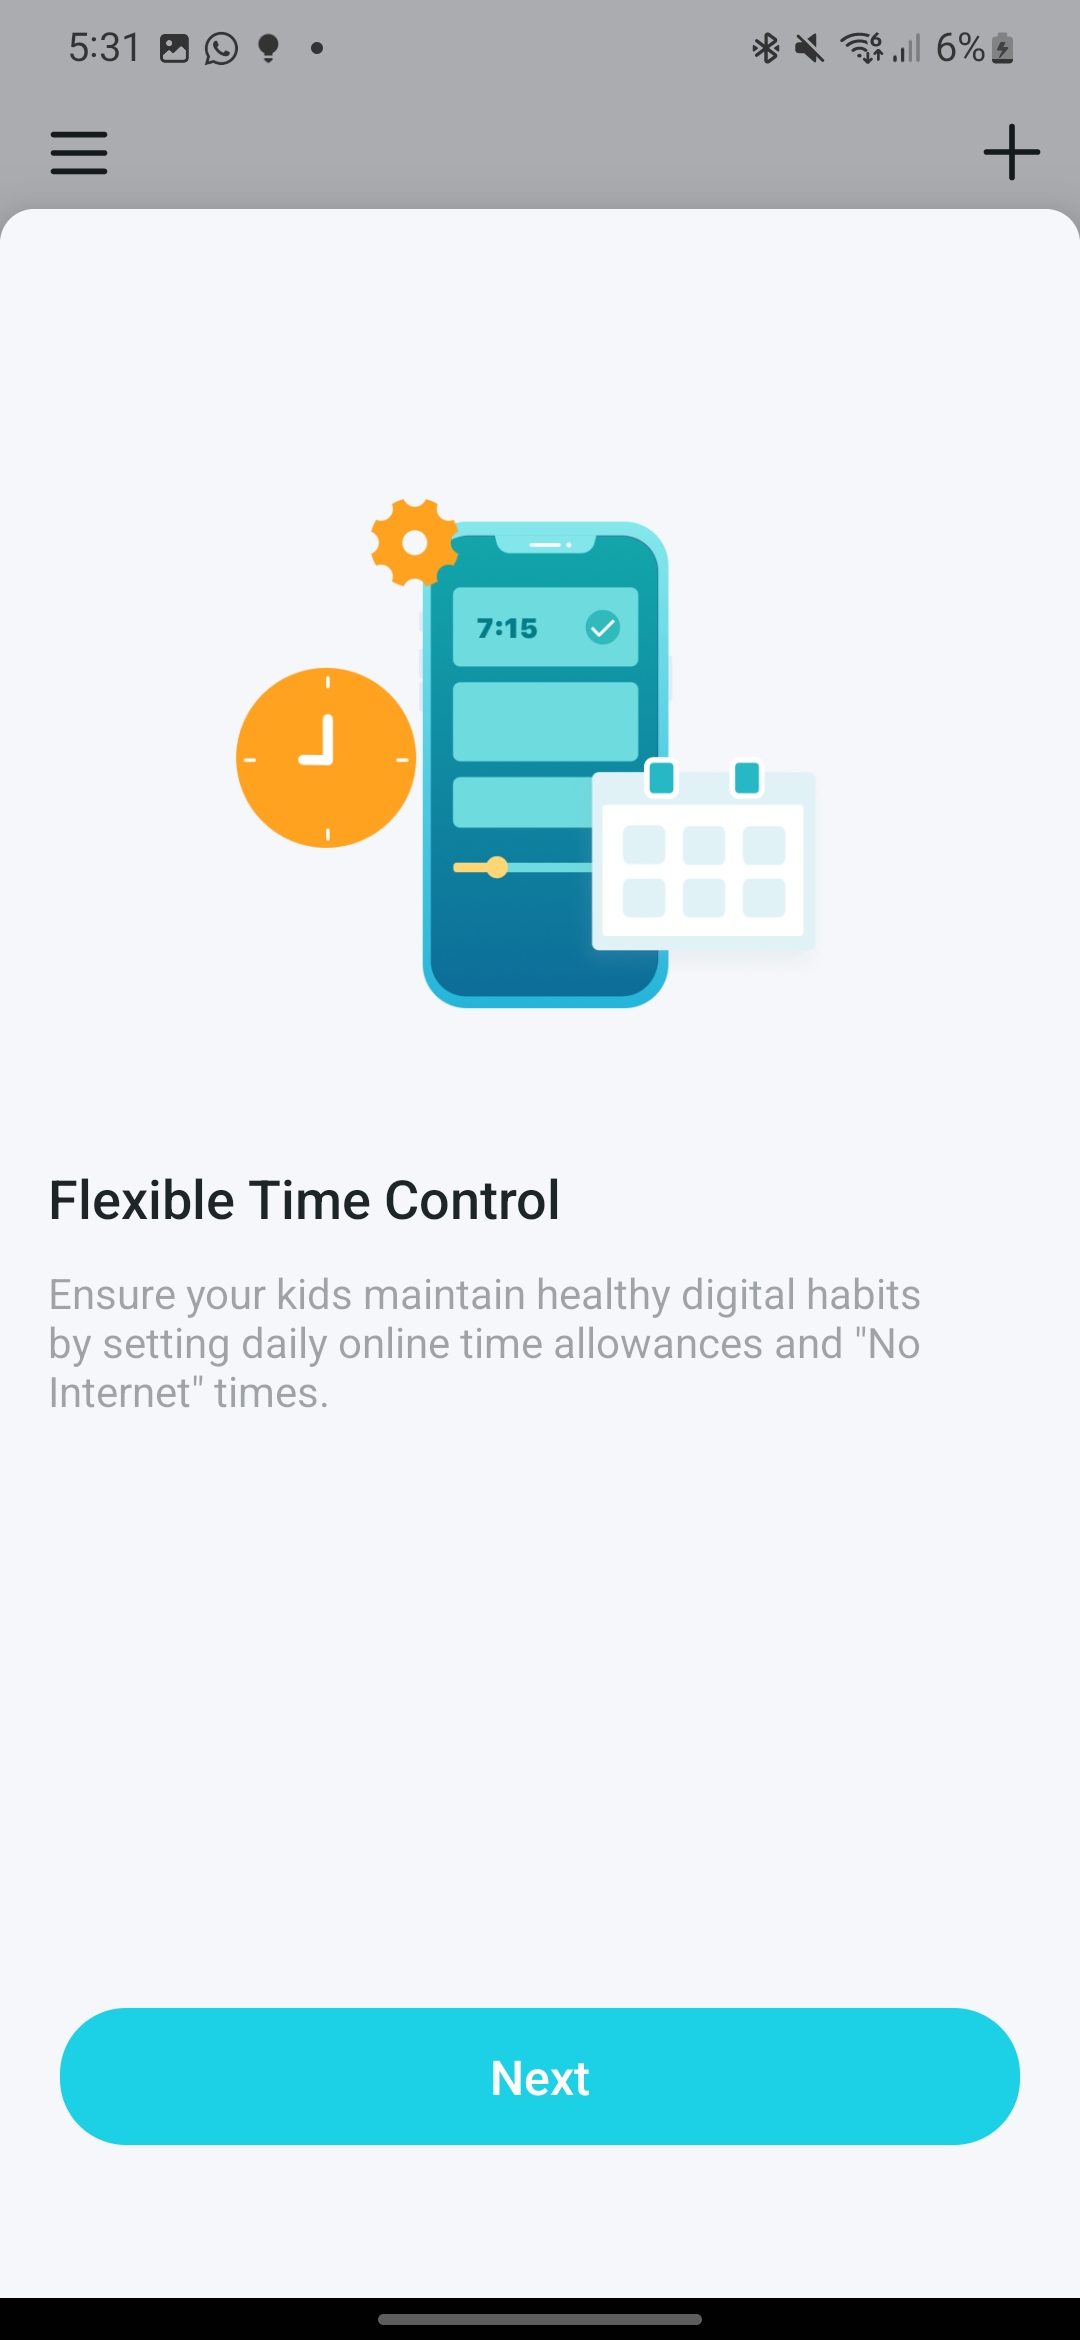 5:31 6%
7:15
Flexible Time Control
Ensure your kids maintain healthy digital habits
by setting daily online time allowances and "No
Internet" times.
Next